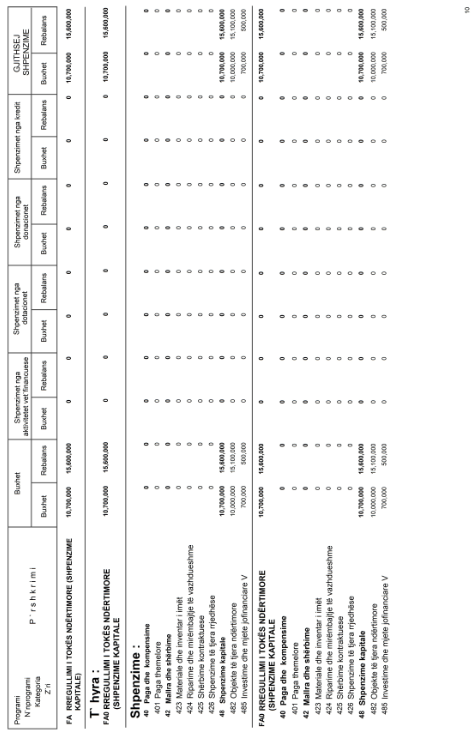 Programi P ë r s h k r i m i Buxhet Shpenzimet nga Shpenzimet nga Shpenzimet nga Shpenzimet nga kredit GJITHSEJ
N ́nprogrami aktivitetet vet financuese dotacionet donacionet SHPENZIME
Kategoria
Z ́ri Buxhet Rebalans Buxhet Rebalans Buxhet Rebalans Buxhet Rebalans Buxhet Rebalans Buxhet Rebalans
FA RREGULLIMI I TOKËS NDËRTIMORE (SHPENZIME 10,700,000 15,600,000 0 0 0 0 0 0 0 0 10,700,000 15,600,000
KAPITALE)
T ̈ hyra :
FA0 RREGULLIMI I TOKËS NDËRTIMORE 10,700,000 15,600,000 0 0 0 0 0 0 0 0 10,700,000 15,600,000
(SHPENZIME KAPITALE
Shpenzime :
40 Paga dhe kompensime 0 0 0 0 0 0 0 0 0 0 0 0
401 Paga themelore 0 0 0 0 0 0 0 0 0 0 0 0
42 Mallra dhe shërbime 0 0 0 0 0 0 0 0 0 0 0 0
423 Materiale dhe inventar i imët 0 0 0 0 0 0 0 0 0 0 0 0
424 Riparime dhe mirëmbajtje të vazhdueshme 0 0 0 0 0 0 0 0 0 0 0 0
425 Shërbime kontraktuese 0 0 0 0 0 0 0 0 0 0 0 0
426 Shpenzime të tjera rrjedhëse 0 0 0 0 0 0 0 0 0 0 0 0
48 Shpenzime kapitale 10,700,000 15,600,000 0 0 0 0 0 0 0 0 10,700,000 15,600,000
482 Objekte të tjera ndërtimore 10,000,000 15,100,000 0 0 0 0 0 0 0 0 10,000,000 15,100,000
485 Investime dhe mjete jofinanciare V 700,000 500,000 0 0 0 0 0 0 0 0 700,000 500,000
FA0 RREGULLIMI I TOKËS NDËRTIMORE 10,700,000 15,600,000 0 0 0 0 0 0 0 0 10,700,000 15,600,000
(SHPENZIME KAPITALE
40 Paga dhe kompensime 0 0 0 0 0 0 0 0 0 0 0 0
401 Paga themelore 0 0 0 0 0 0 0 0 0 0 0 0
42 Mallra dhe shërbime 0 0 0 0 0 0 0 0 0 0 0 0
423 Materiale dhe inventar i imët 0 0 0 0 0 0 0 0 0 0 0 0
424 Riparime dhe mirëmbajtje të vazhdueshme 0 0 0 0 0 0 0 0 0 0 0 0
425 Shërbime kontraktuese 0 0 0 0 0 0 0 0 0 0 0 0
426 Shpenzime të tjera rrjedhëse 0 0 0 0 0 0 0 0 0 0 0 0
48 Shpenzime kapitale 10,700,000 15,600,000 0 0 0 0 0 0 0 0 10,700,000 15,600,000
482 Objekte të tjera ndërtimore 10,000,000 15,100,000 0 0 0 0 0 0 0 0 10,000,000 15,100,000
485 Investime dhe mjete jofinanciare V 700,000 500,000 0 0 0 0 0 0 0 0 700,000 500,000
10